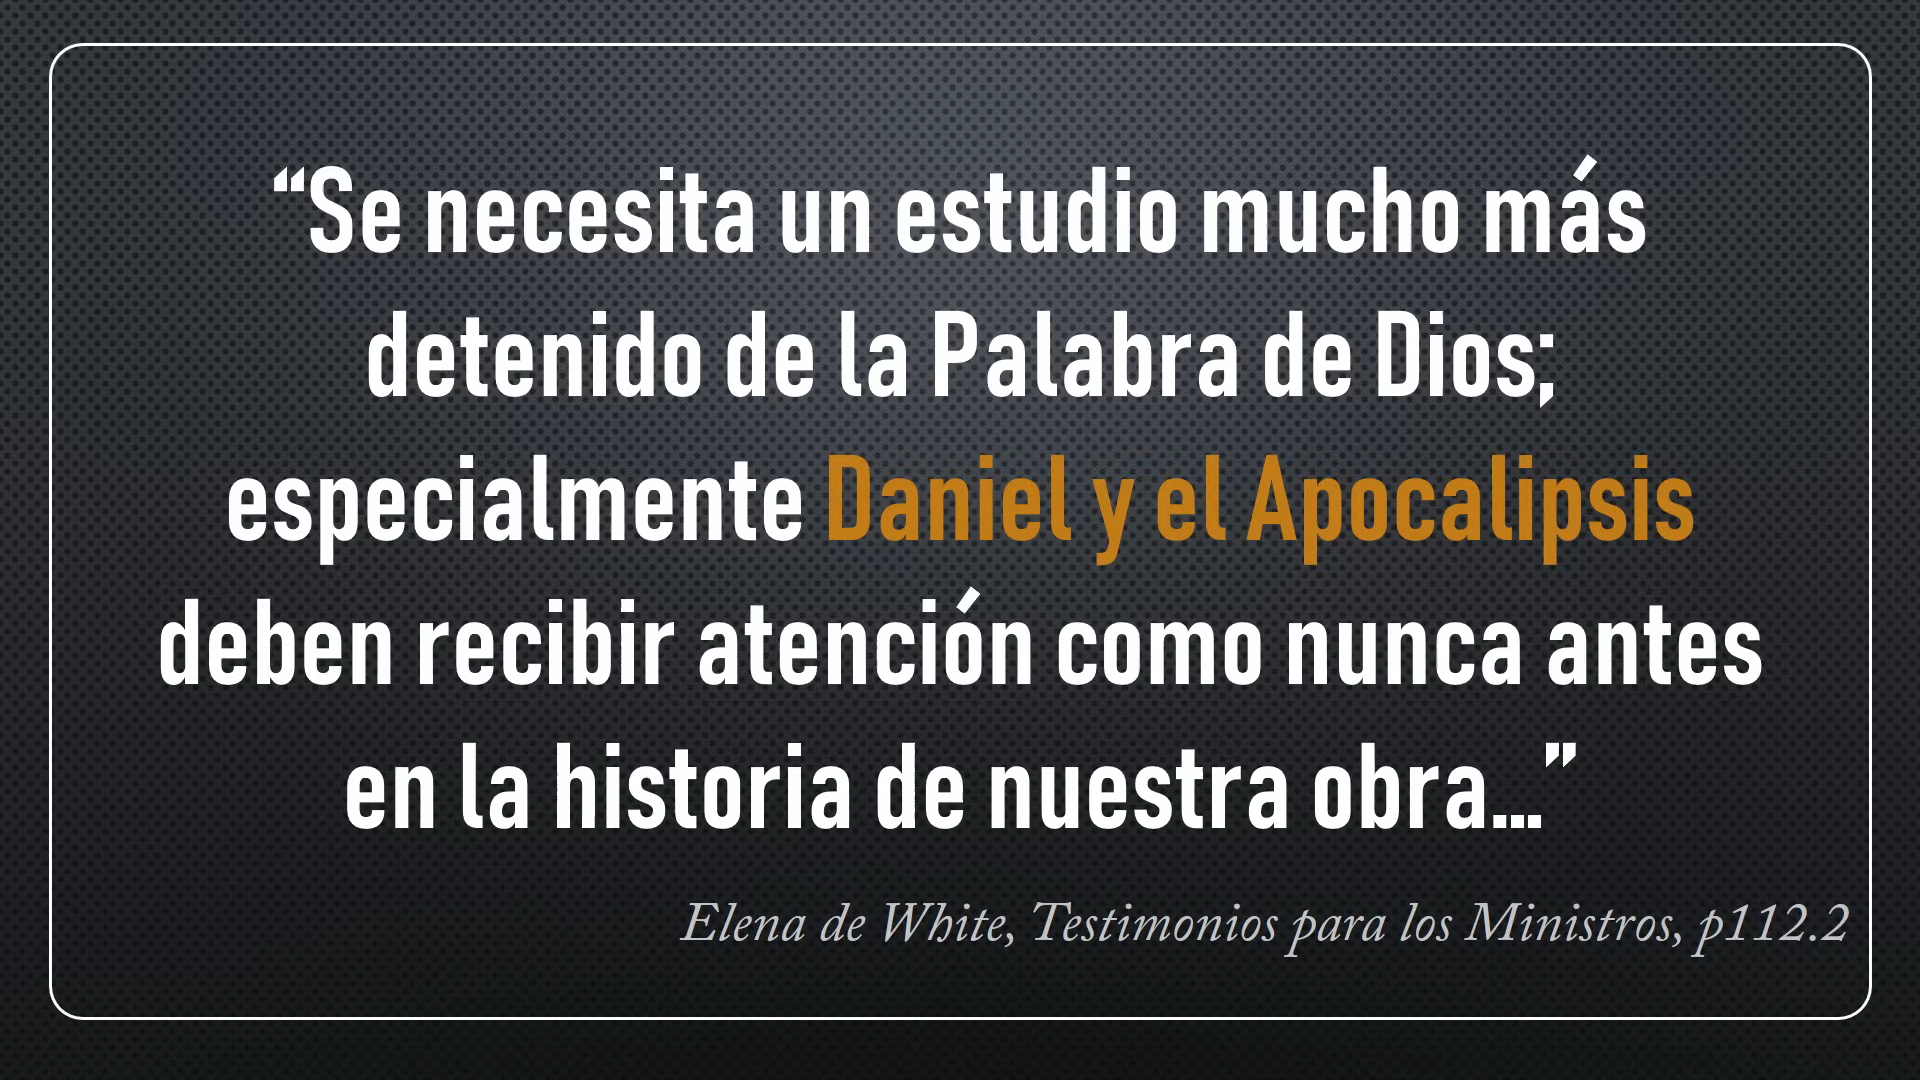 “Se necesita un estudio mucho más
detenido de la Palabra de Dios;
especialmente Daniel y el Apocalipsis
deben recibir atención como nunca antes
en la historia de nuestra obra...”
Elena de White, Testimonios para los Ministros, p112.2